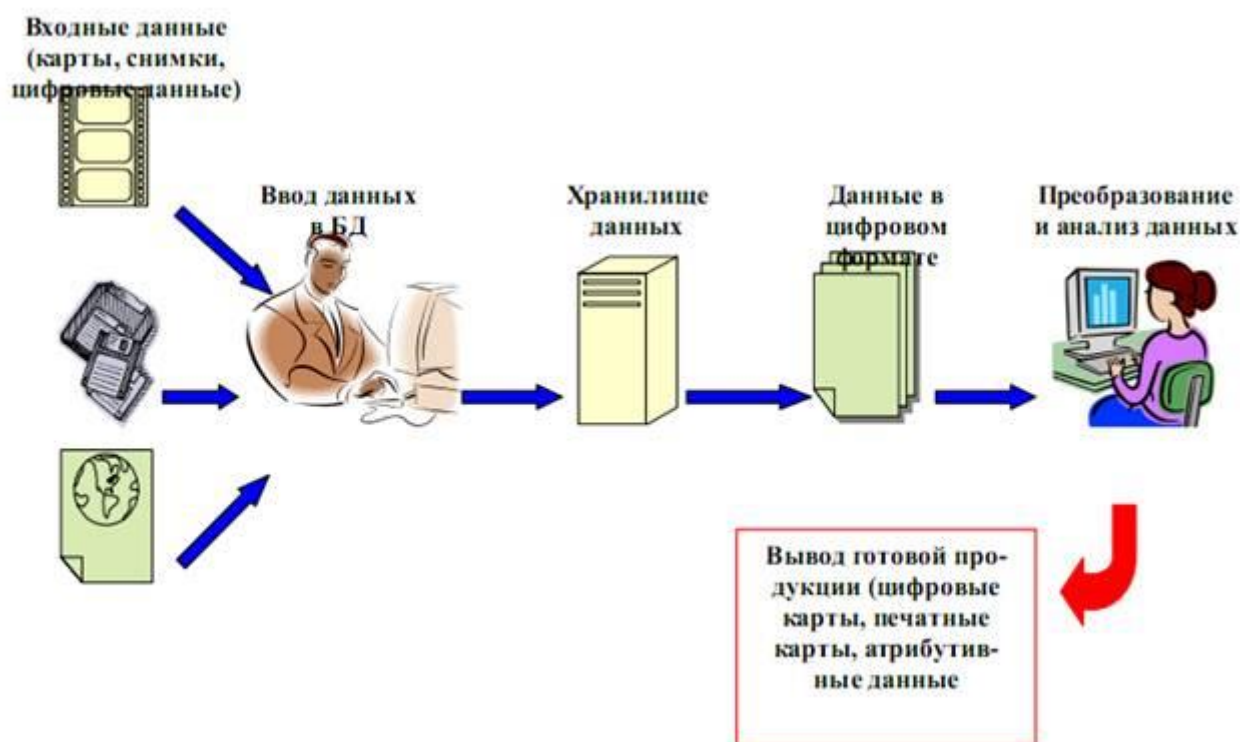 Входные данные
(карты, снимки,
цифровые данные)
Ввод данных
в БД
Хранилище
данных
Данные в
цифровом
формате
Преобразование
и анализ данных
Вывод готовой про-
дукции (цифровые
карты, печатные
карты, атрибутив-
ные данные